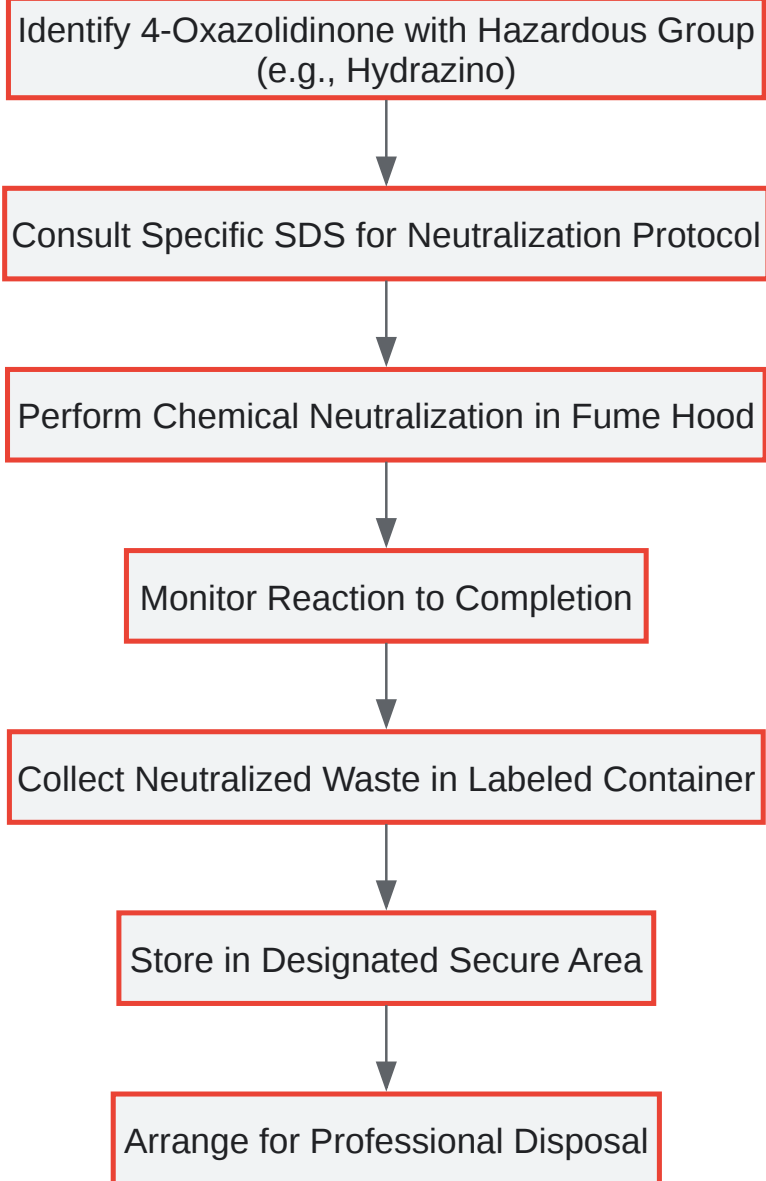 Identify 4-Oxazolidinone with Hazardous Group
(e.g., Hydrazino)
Consult Specific SDS for Neutralization Protocol
Perform Chemical Neutralization in Fume Hood
Monitor Reaction to Completion
Collect Neutralized Waste in Labeled Container
Store in Designated Secure Area
Arrange for Professional Disposal